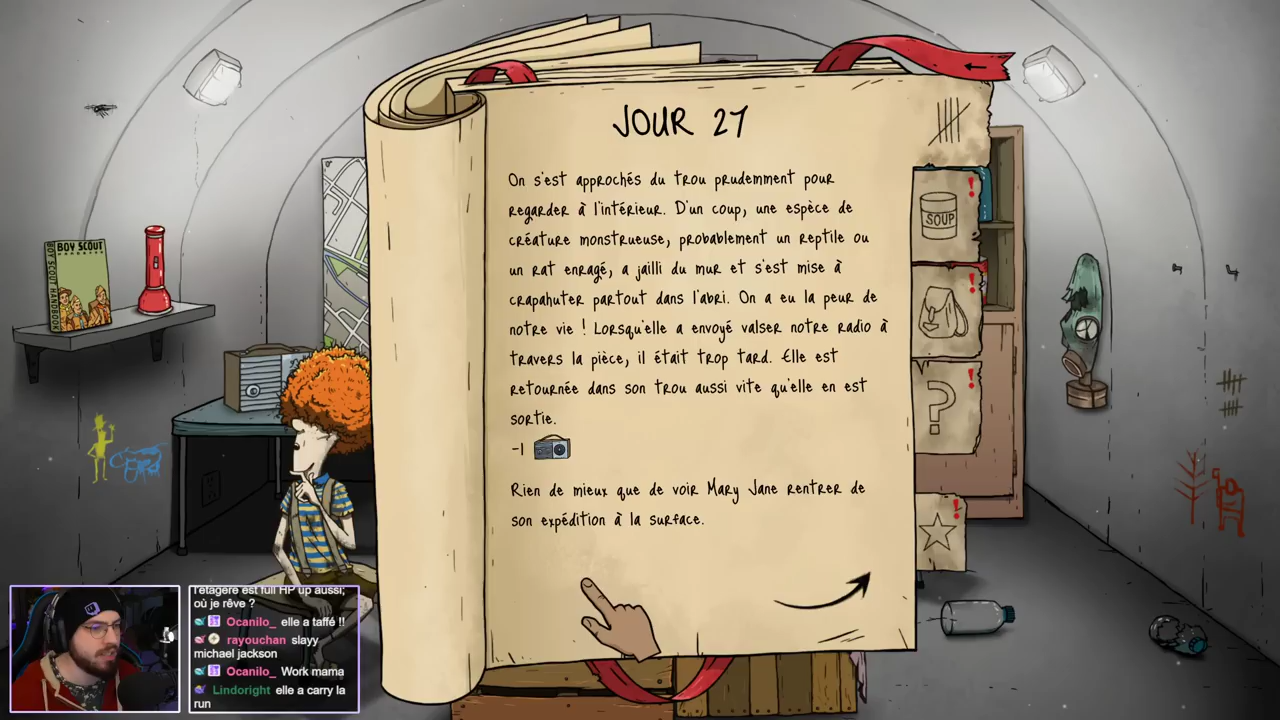 JOUR 27
On s'est approchés du trou prudemment pour
regarder à l'intérieur. D'un coup, une espèce de
créature monstrueuse, probablement un reptile ou
un rat enragé, a jailli du mur et s'est mise à
crapahuter partout dans l'abri. On a eu la peur de
notre vie ! Lorsqu'elle a envoyé valser notre radio à
travers la pièce, il était trop tard. Elle est
retournée dans son trou aussi vite qu'elle en est
sortie.
-1
Rien de mieux que de voir Mary Jane rentrer de
son expédition à la surface.
SOUP
!
!
?
!
!
BOY SCOUT
BOY SCOUT HANDBOOK
l'étagère est full HP up aussi;
où je rêve ?
Ocanilo_ elle a taffé !!
rayouchan slayy
michael jackson
Ocanilo_ Work mama
Lindoright elle a carry la
run